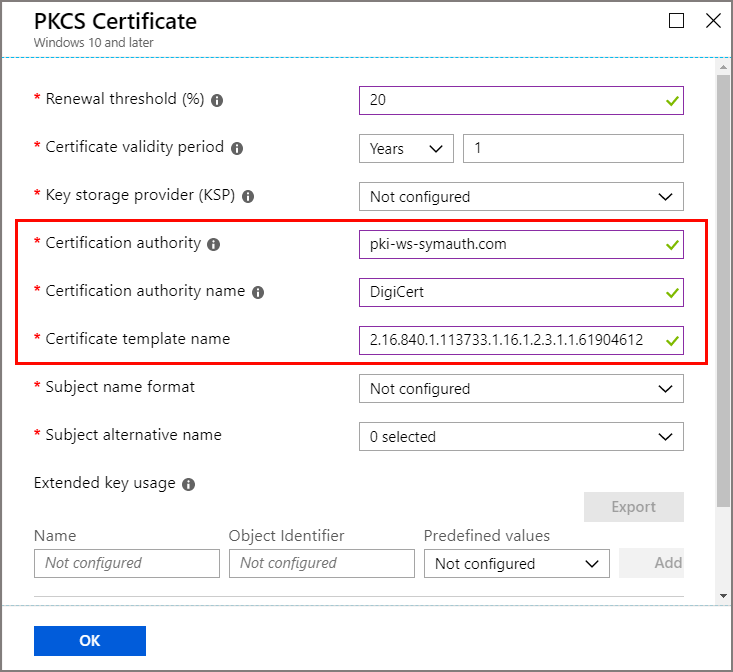 PKCS Certificate
Windows 10 and later
* Renewal threshold (%) 20
* Certificate validity period Years 1
* Key storage provider (KSP) Not configured
* Certification authority pki-ws-symauth.com
* Certification authority name DigiCert
* Certificate template name 2.16.840.1.113733.1.16.1.2.3.1.1.61904612
* Subject name format Not configured
* Subject alternative name 0 selected
Extended key usage
Export
Name Object Identifier Predefined values
Not configured Not configured Not configured Add
OK